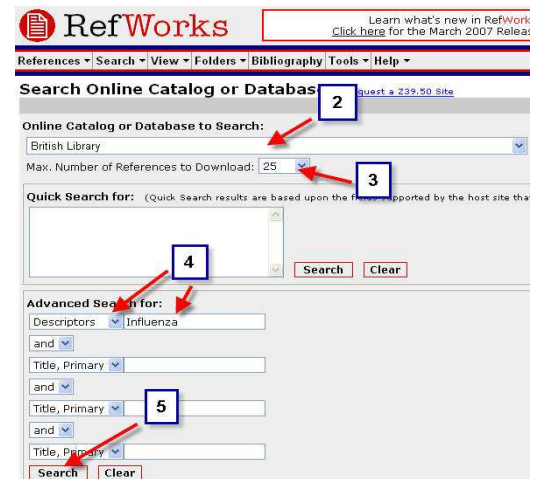 RefWorks
Learn what's new in RefWork
Click here for the March 2007 Releas
References Search View Folders Bibliography Tools Help
Search Online Catalog or Databas quest a Z39.50 Site
2
Online Catalog or Database to Search:
British Library
Max. Number of References to Download: 25
3
Quick Search for: (Quick Search results are based upon the fields supported by the host site tha
Search Clear
4
Advanced Search for:
Descriptors Influenza
and
Title, Primary
and
Title, Primary
5
and
Title, Primary
Search Clear